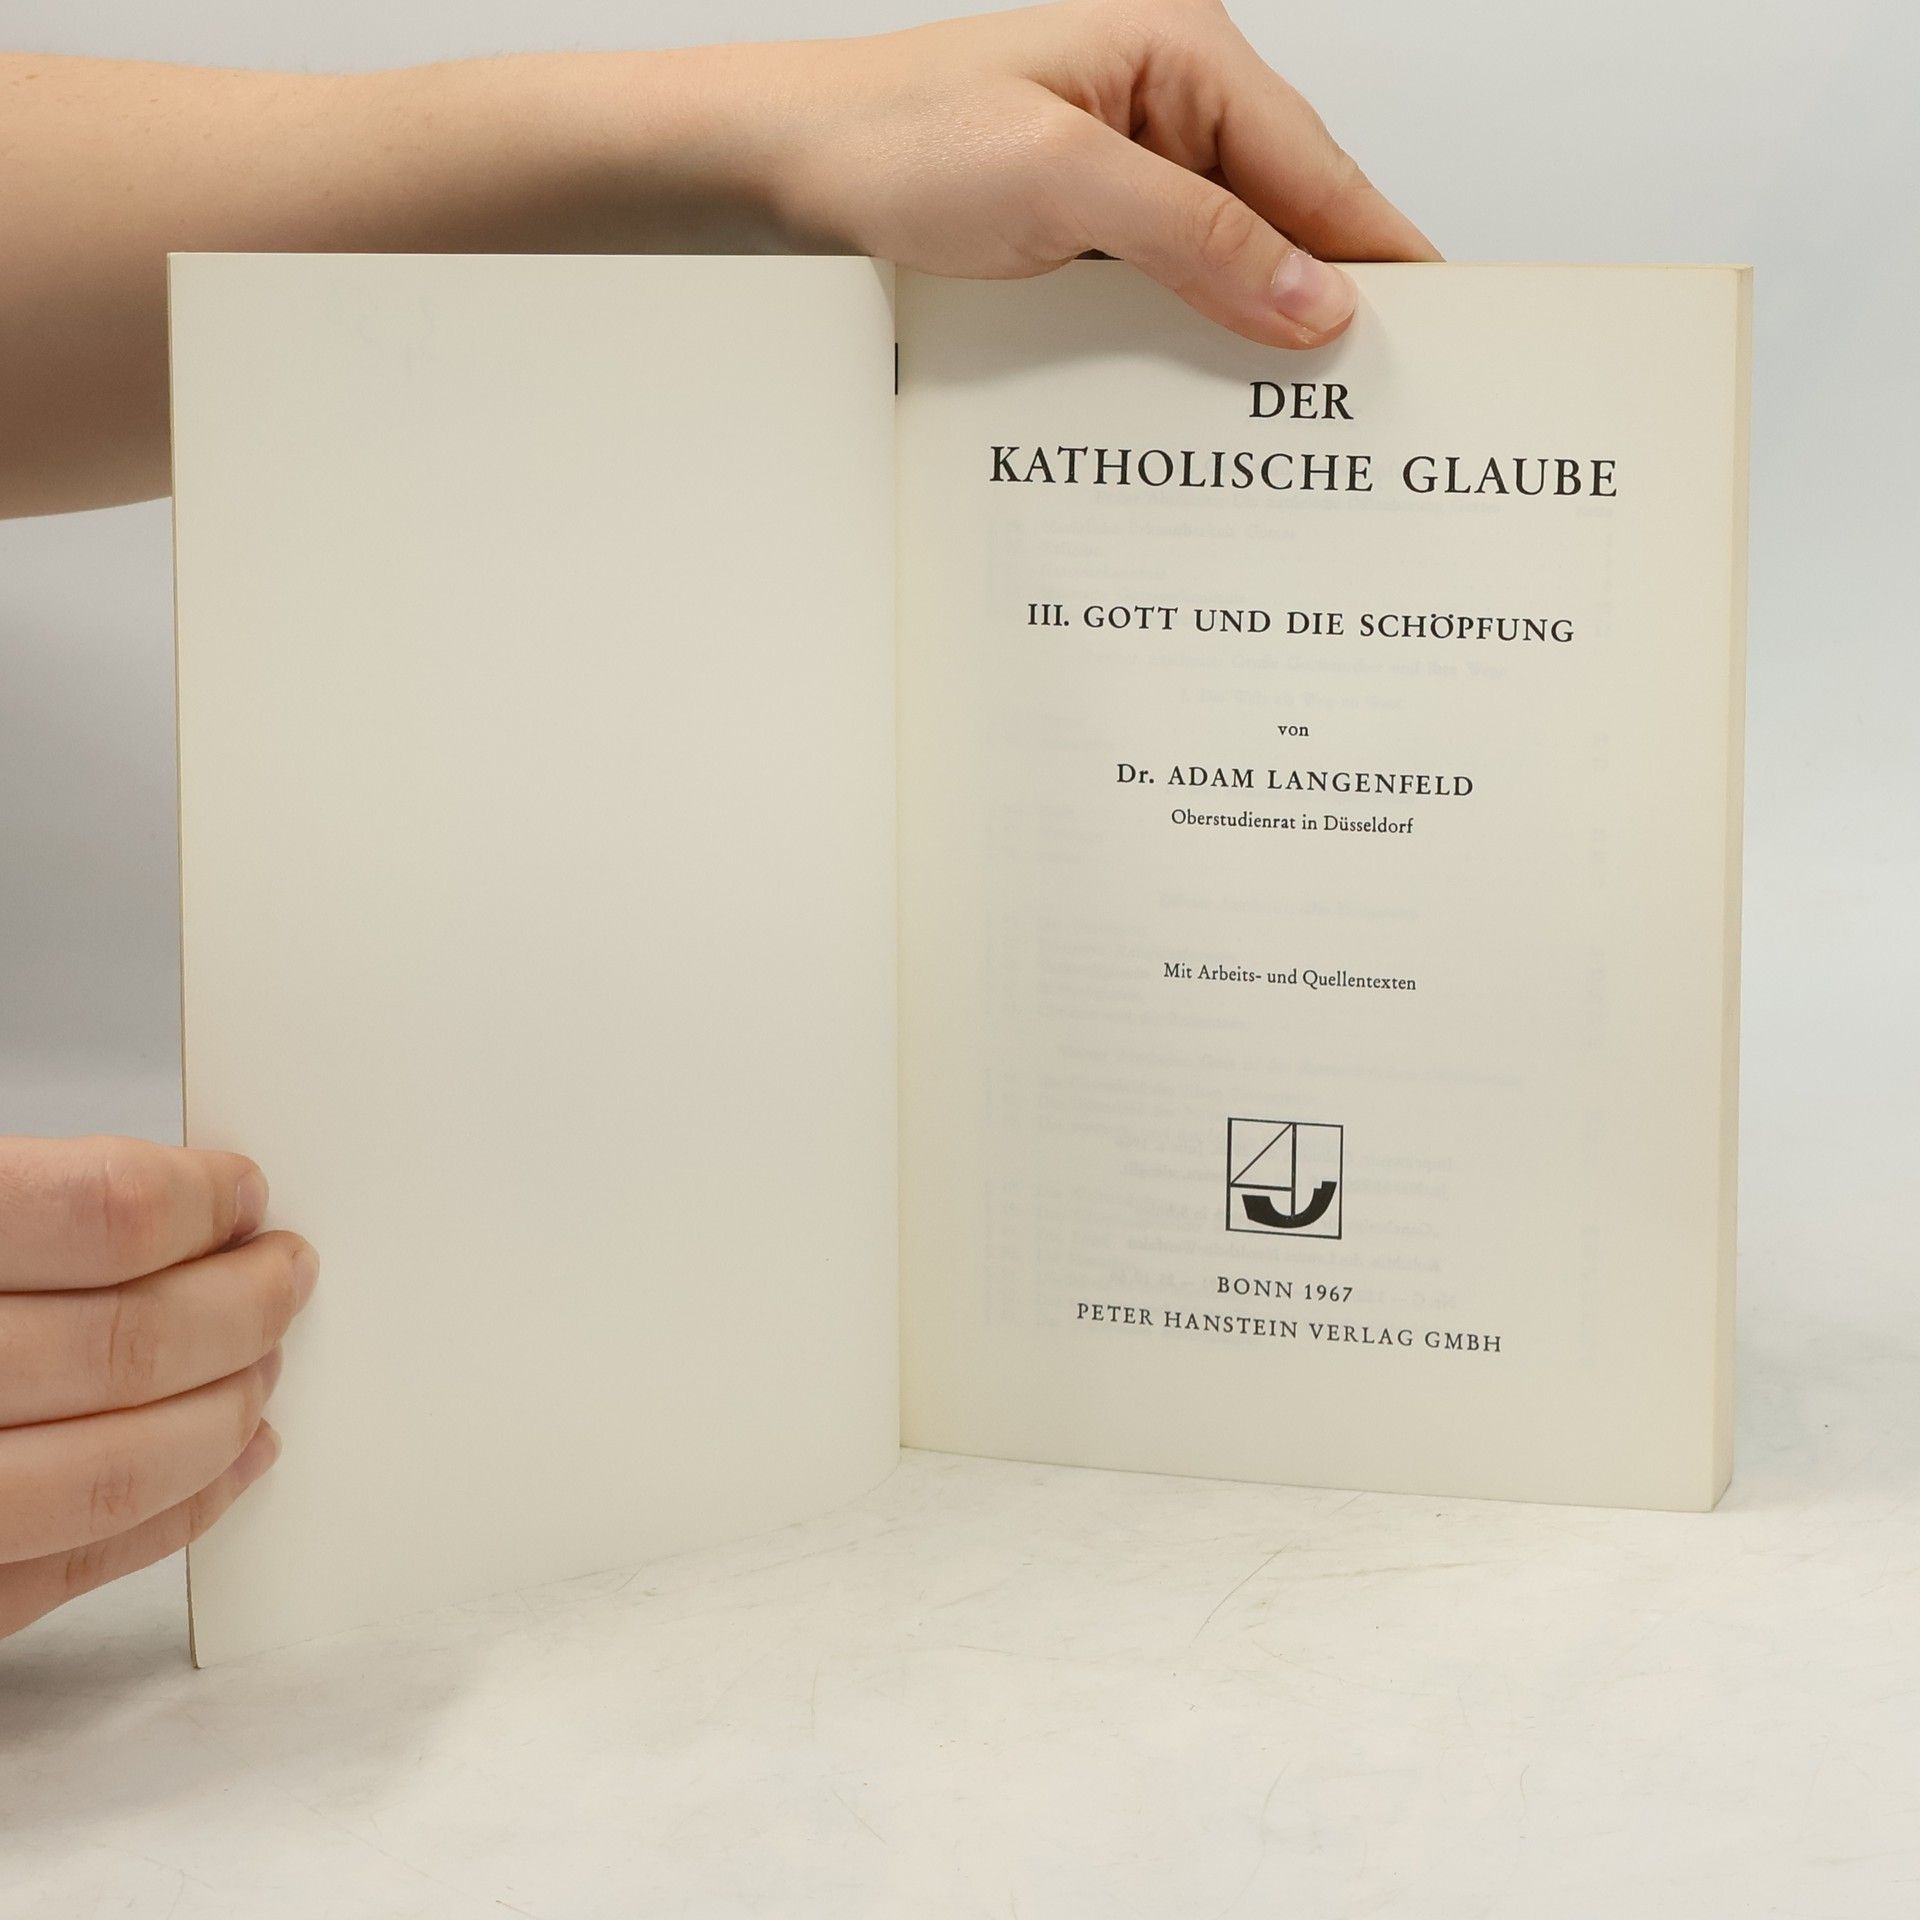 DER
KATHOLISCHE GLAUBE
III. GOTT UND DIE SCHÖPFUNG
von
Dr. ADAM LANGENFELD
Oberstudienrat in Düsseldorf
Mit Arbeits- und Quellentexten
BONN 1967
PETER HANSTEIN VERLAG GMBH